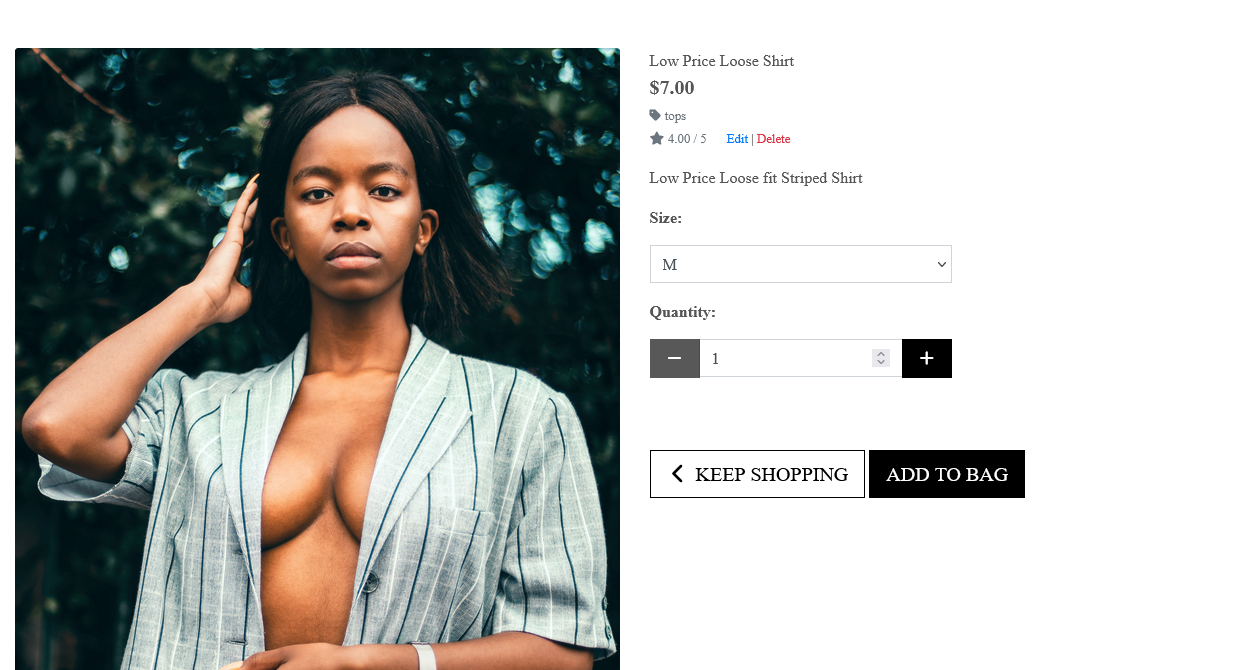 Low Price Loose Shirt
$7.00
tops
4.00 / 5 Edit | Delete
Low Price Loose fit Striped Shirt
Size:
M
Quantity:
1
KEEP SHOPPING ADD TO BAG